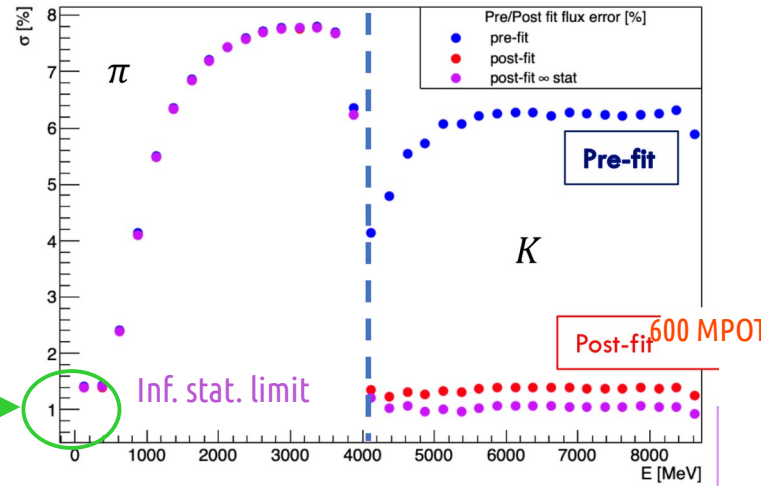 σ [%]
8
7
6
5
4
3
2
1
Pre/Post fit flux error [%]
pre-fit
post-fit
post-fit ∞ stat
π
Pre-fit
K
600 MPOT
Post-fit
Inf. stat. limit
0 1000 2000 3000 4000 5000 6000 7000 8000
E [MeV]